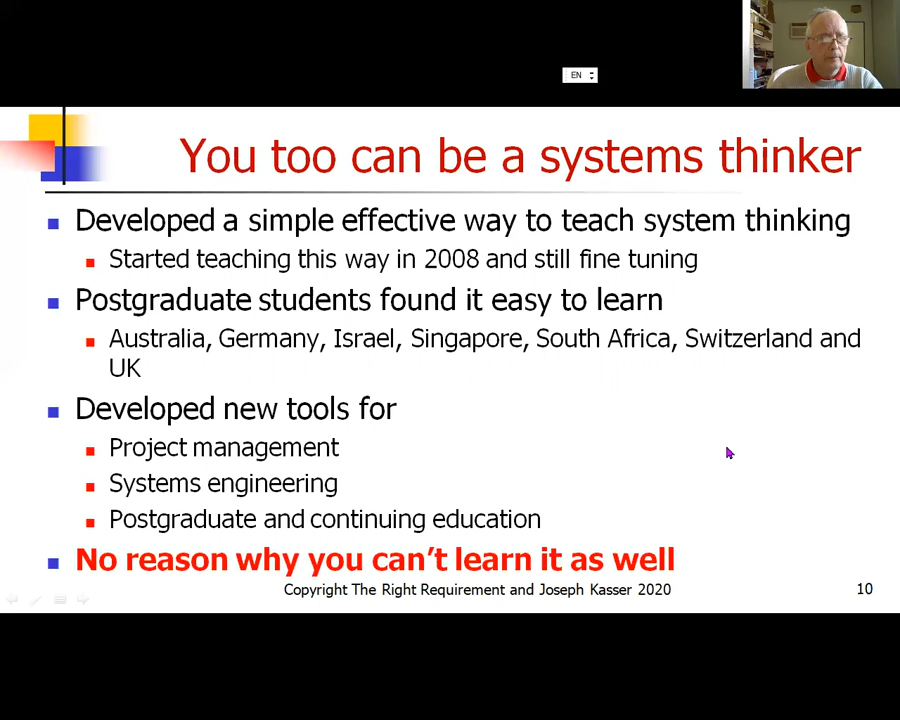 EN
You too can be a systems thinker
Developed a simple effective way to teach system thinking
Started teaching this way in 2008 and still fine tuning
Postgraduate students found it easy to learn
Australia, Germany, Israel, Singapore, South Africa, Switzerland and
UK
Developed new tools for
Project management
Systems engineering
Postgraduate and continuing education
No reason why you can't learn it as well
Copyright The Right Requirement and Joseph Kasser 2020
10